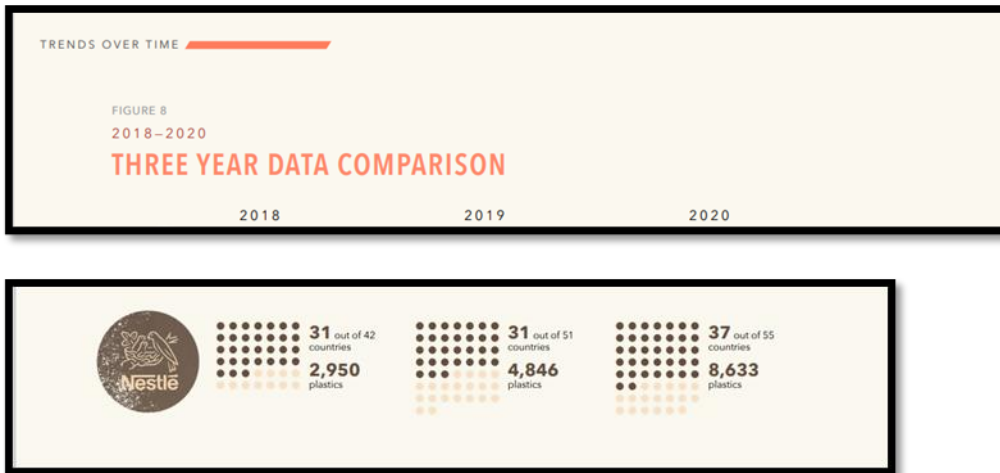 TRENDS OVER TIME
FIGURE 8
2018–2020
THREE YEAR DATA COMPARISON
2018 2019 2020
Nestlé
31 out of 42
countries
2,950
plastics
31 out of 51
countries
4,846
plastics
37 out of 55
countries
8,633
plastics